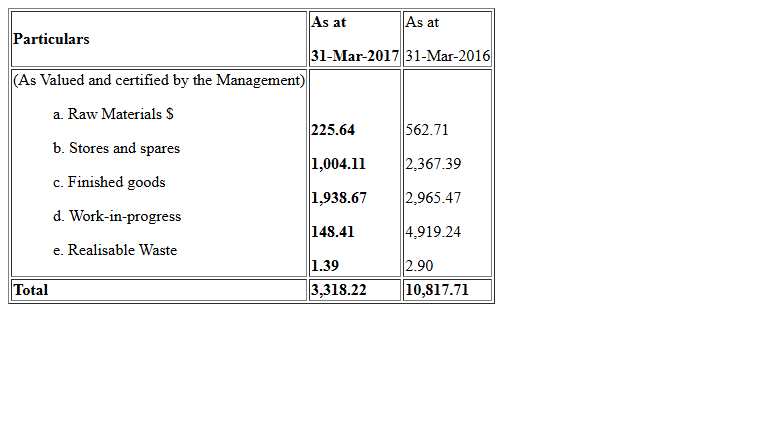 Particulars As at As at
31-Mar-2017 31-Mar-2016
(As Valued and certified by the Management)
a. Raw Materials $ 225.64 562.71
b. Stores and spares 1,004.11 2,367.39
c. Finished goods 1,938.67 2,965.47
d. Work-in-progress 148.41 4,919.24
e. Realisable Waste 1.39 2.90
Total 3,318.22 10,817.71